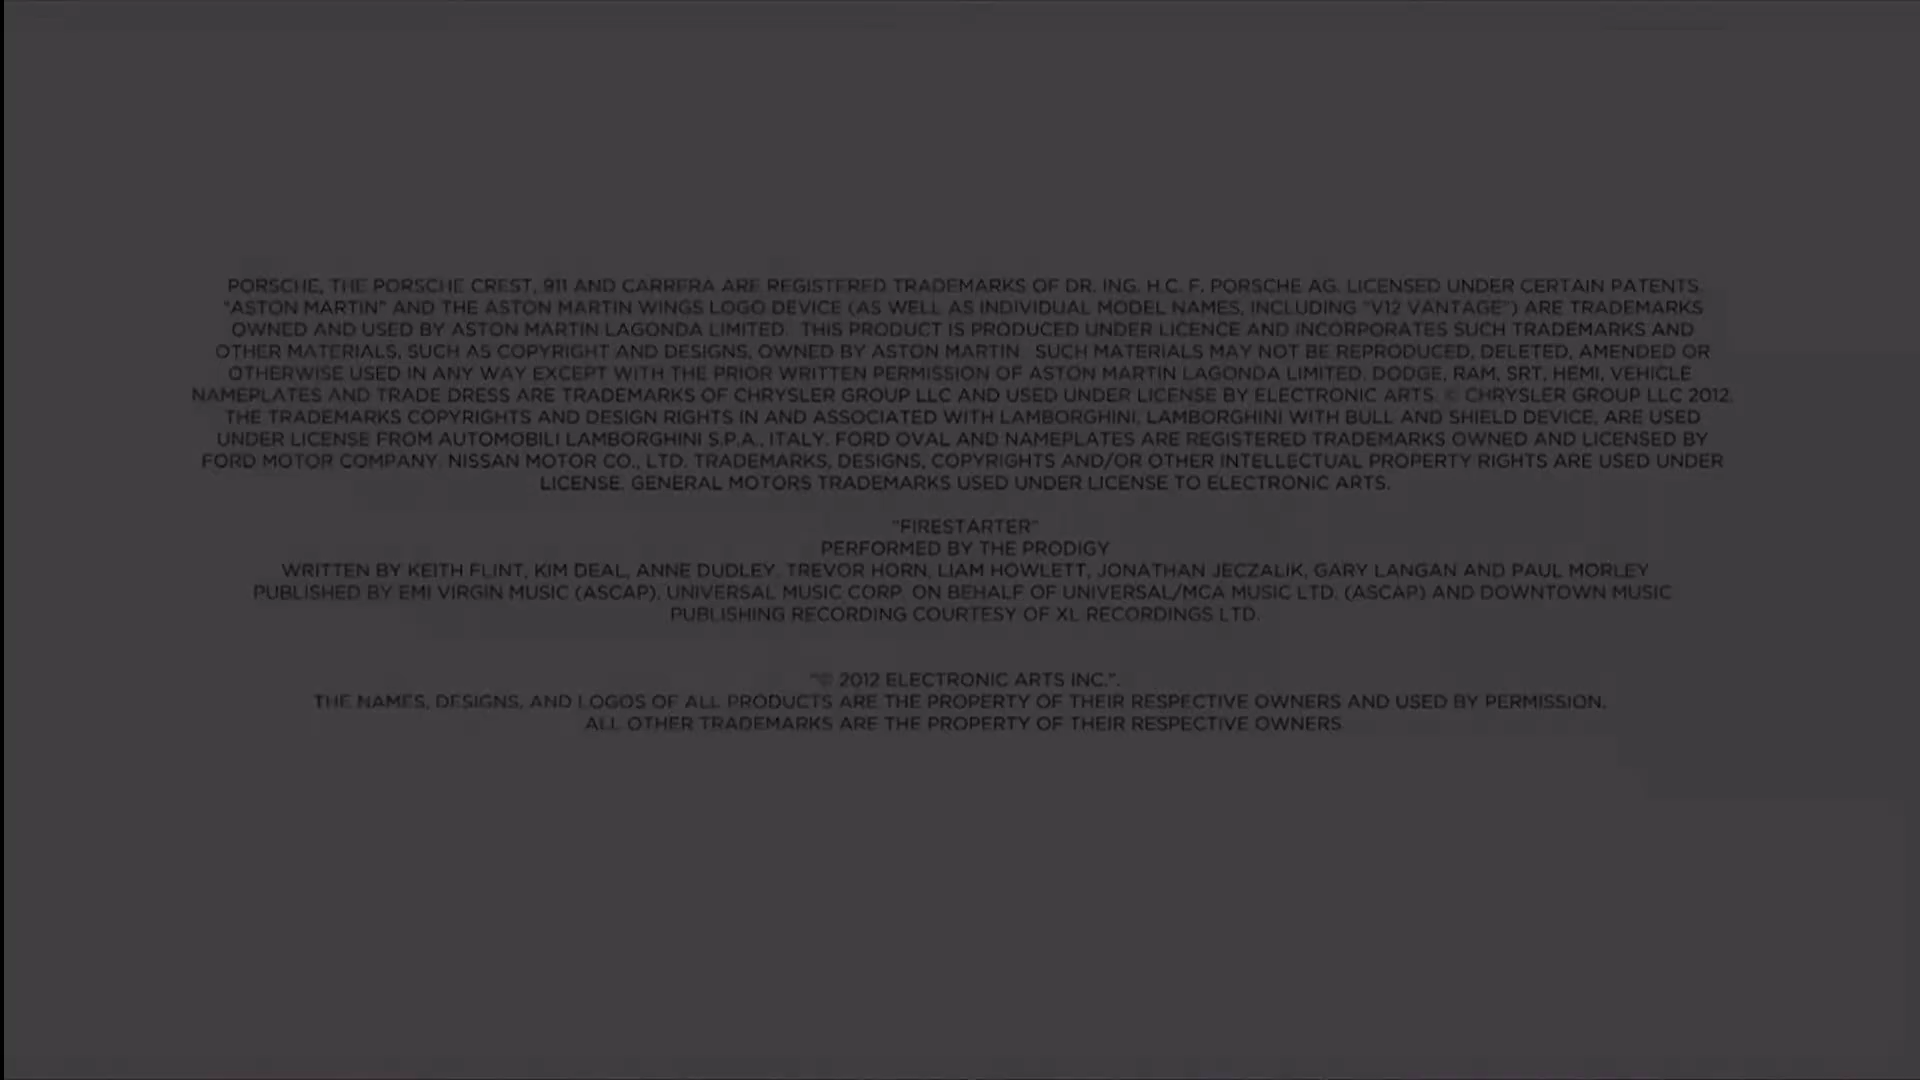 PORSCHE, THE PORSCHE CREST, 911 AND CARRERA ARE REGISTERED TRADEMARKS OF DR. ING. H.C. F. PORSCHE AG. LICENSED UNDER CERTAIN PATENTS.
"ASTON MARTIN" AND THE ASTON MARTIN WINGS LOGO DEVICE (AS WELL AS INDIVIDUAL MODEL NAMES, INCLUDING "V12 VANTAGE") ARE TRADEMARKS
OWNED AND USED BY ASTON MARTIN LAGONDA LIMITED. THIS PRODUCT IS PRODUCED UNDER LICENCE AND INCORPORATES SUCH TRADEMARKS AND
OTHER MATERIALS, SUCH AS COPYRIGHT AND DESIGNS, OWNED BY ASTON MARTIN. SUCH MATERIALS MAY NOT BE REPRODUCED, DELETED, AMENDED OR
OTHERWISE USED IN ANY WAY EXCEPT WITH THE PRIOR WRITTEN PERMISSION OF ASTON MARTIN LAGONDA LIMITED. DODGE, RAM, SRT, HEMI, VEHICLE
NAMEPLATES AND TRADE DRESS ARE TRADEMARKS OF CHRYSLER GROUP LLC AND USED UNDER LICENSE BY ELECTRONIC ARTS. © CHRYSLER GROUP LLC 2012.
THE TRADEMARKS COPYRIGHTS AND DESIGN RIGHTS IN AND ASSOCIATED WITH LAMBORGHINI, LAMBORGHINI WITH BULL AND SHIELD DEVICE, ARE USED
UNDER LICENSE FROM AUTOMOBILI LAMBORGHINI S.P.A., ITALY. FORD OVAL AND NAMEPLATES ARE REGISTERED TRADEMARKS OWNED AND LICENSED BY
FORD MOTOR COMPANY. NISSAN MOTOR CO., LTD. TRADEMARKS, DESIGNS, COPYRIGHTS AND/OR OTHER INTELLECTUAL PROPERTY RIGHTS ARE USED UNDER
LICENSE. GENERAL MOTORS TRADEMARKS USED UNDER LICENSE TO ELECTRONIC ARTS.
"FIRESTARTER"
PERFORMED BY THE PRODIGY
WRITTEN BY KEITH FLINT, KIM DEAL, ANNE DUDLEY, TREVOR HORN, LIAM HOWLETT, JONATHAN JECZALIK, GARY LANGAN AND PAUL MORLEY
PUBLISHED BY EMI VIRGIN MUSIC (ASCAP), UNIVERSAL MUSIC CORP. ON BEHALF OF UNIVERSAL/MCA MUSIC LTD. (ASCAP) AND DOWNTOWN MUSIC
PUBLISHING RECORDING COURTESY OF XL RECORDINGS LTD.
"© 2012 ELECTRONIC ARTS INC.".
THE NAMES, DESIGNS, AND LOGOS OF ALL PRODUCTS ARE THE PROPERTY OF THEIR RESPECTIVE OWNERS AND USED BY PERMISSION.
ALL OTHER TRADEMARKS ARE THE PROPERTY OF THEIR RESPECTIVE OWNERS.